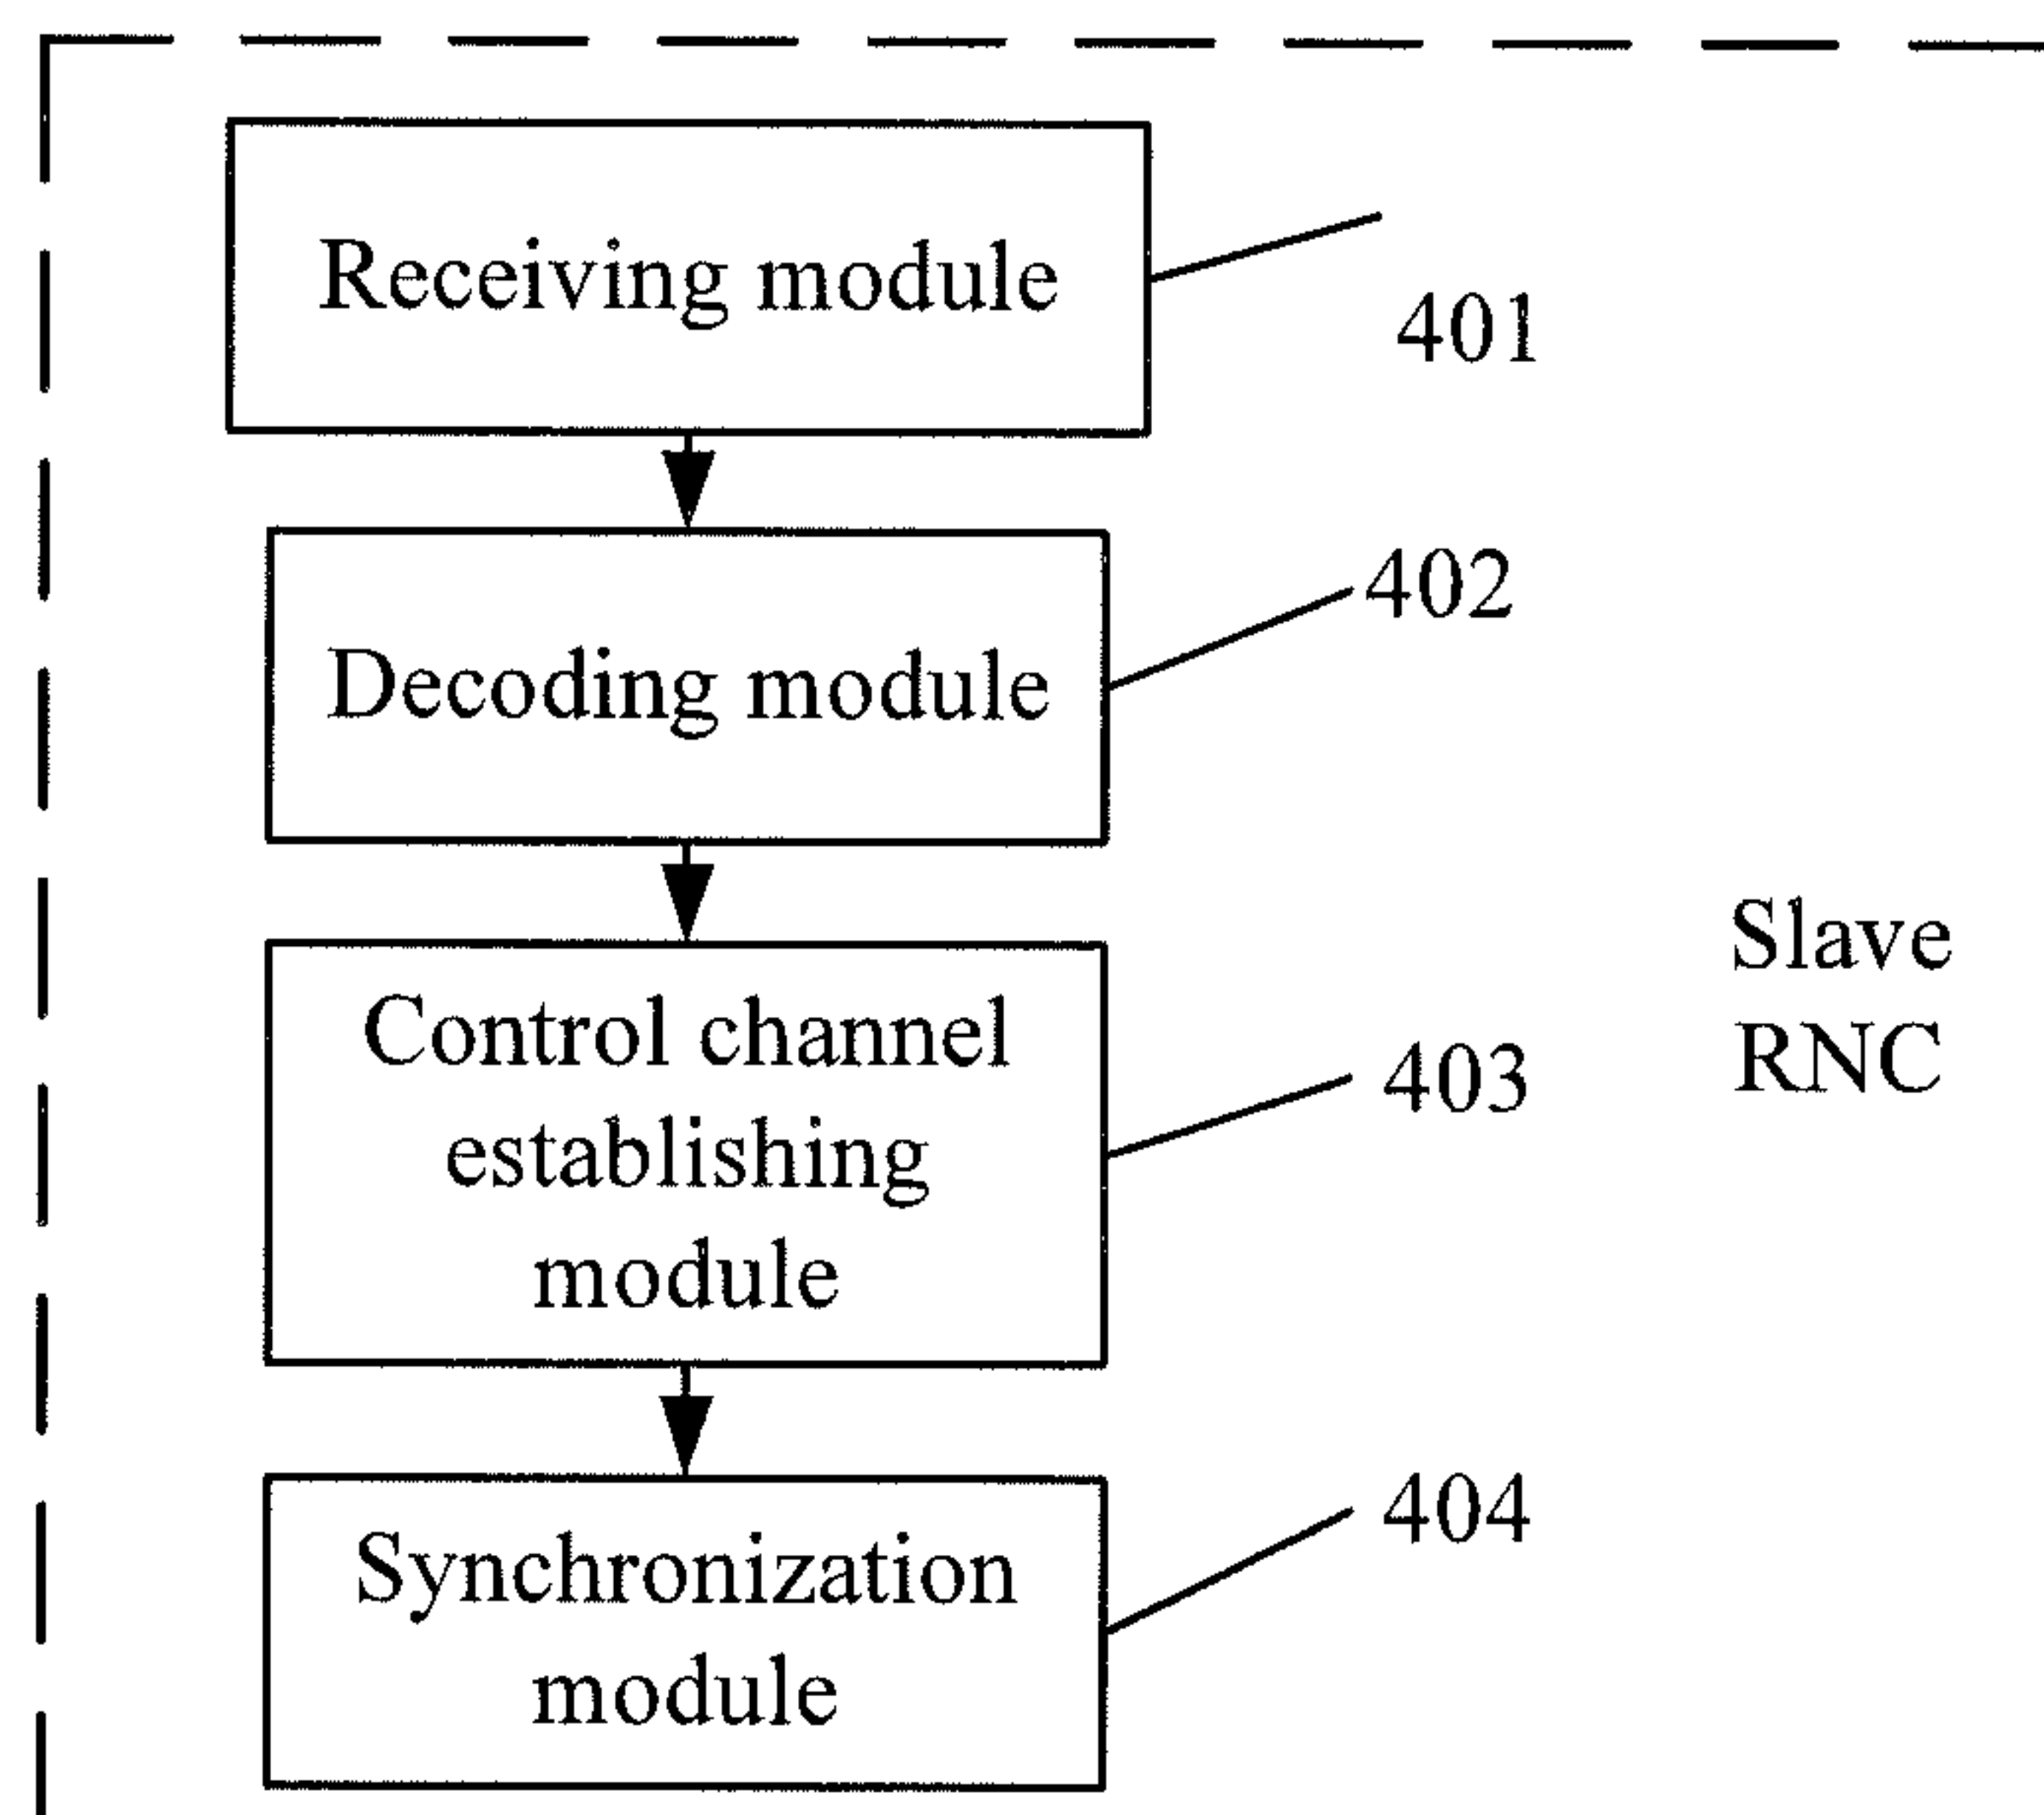 Receiving module
401
Decoding module
402
Control channel
establishing
module
403
Slave
RNC
Synchronization
module
404